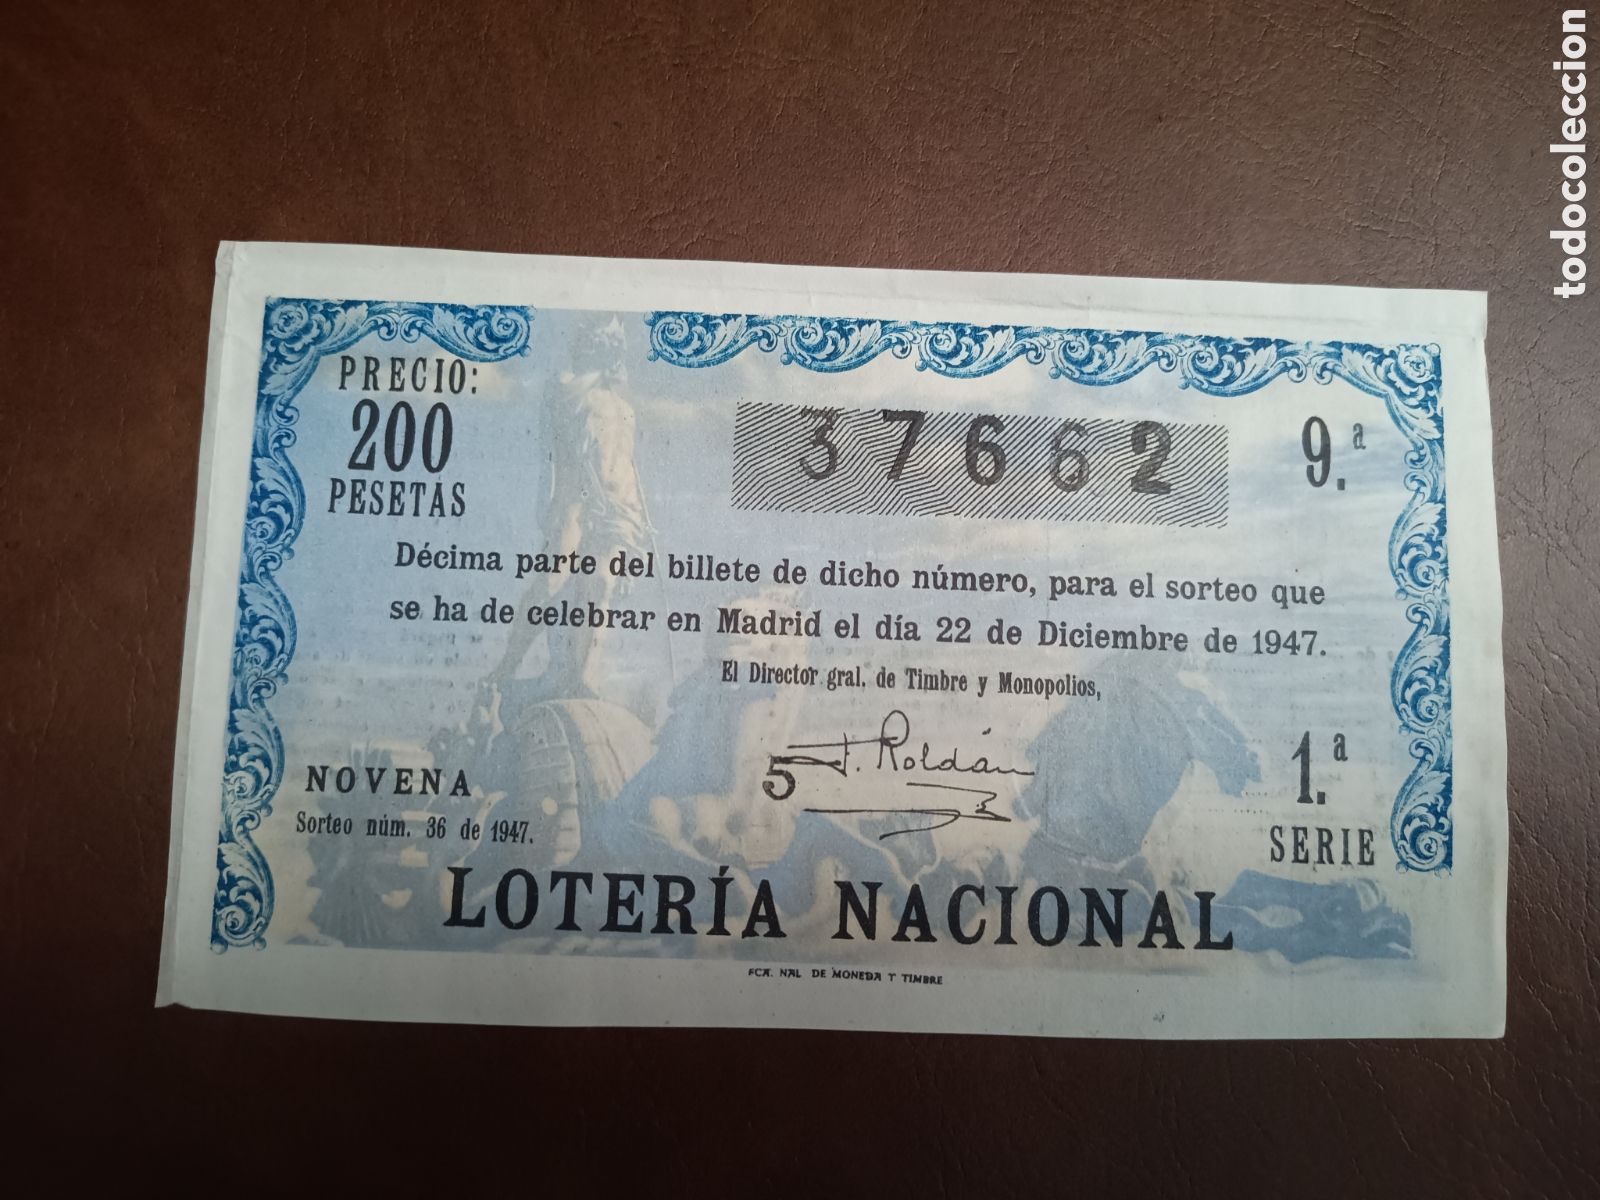 todocoleccion
PRECIO:
200
PESETAS
37662
9.ª
Décima parte del billete de dicho número, para el sorteo que
se ha de celebrar en Madrid el día 22 de Diciembre de 1947.
El Director gral. de Timbre y Monopolios,
5
J. Roldán
NOVENA
Sorteo núm. 36 de 1947.
1.ª
SERIE
LOTERÍA NACIONAL
FCA. NAL DE MONEDA Y TIMBRE